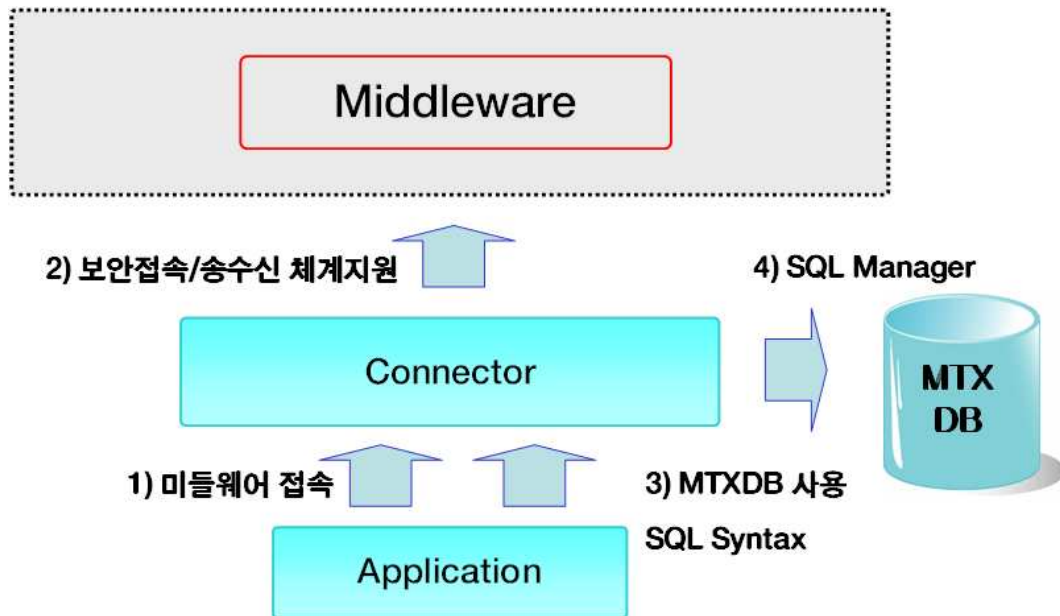 Middleware
2) 보안접속/송수신 체계지원
4) SQL Manager
Connector
MTX
DB
1) 미들웨어 접속
3) MTXDB 사용
SQL Syntax
Application